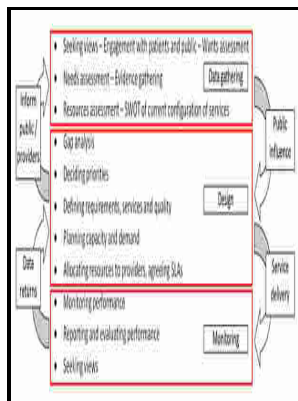 • Seeking views – Engagement with patients and public – Wants assessment
• Needs assessment – Evidence gathering
Data gathering
• Resources assessment – SWOT of current configuration of services
Inform
public /
providers
Public
influence
• Gap analysis
• Deciding priorities
• Defining requirements, services and quality
Design
• Planning capacity and demand
• Allocating resources to providers, agreeing SLAs
Data
returns
Service
delivery
• Monitoring performance
• Reporting and evaluating performance
Monitoring
• Seeking views